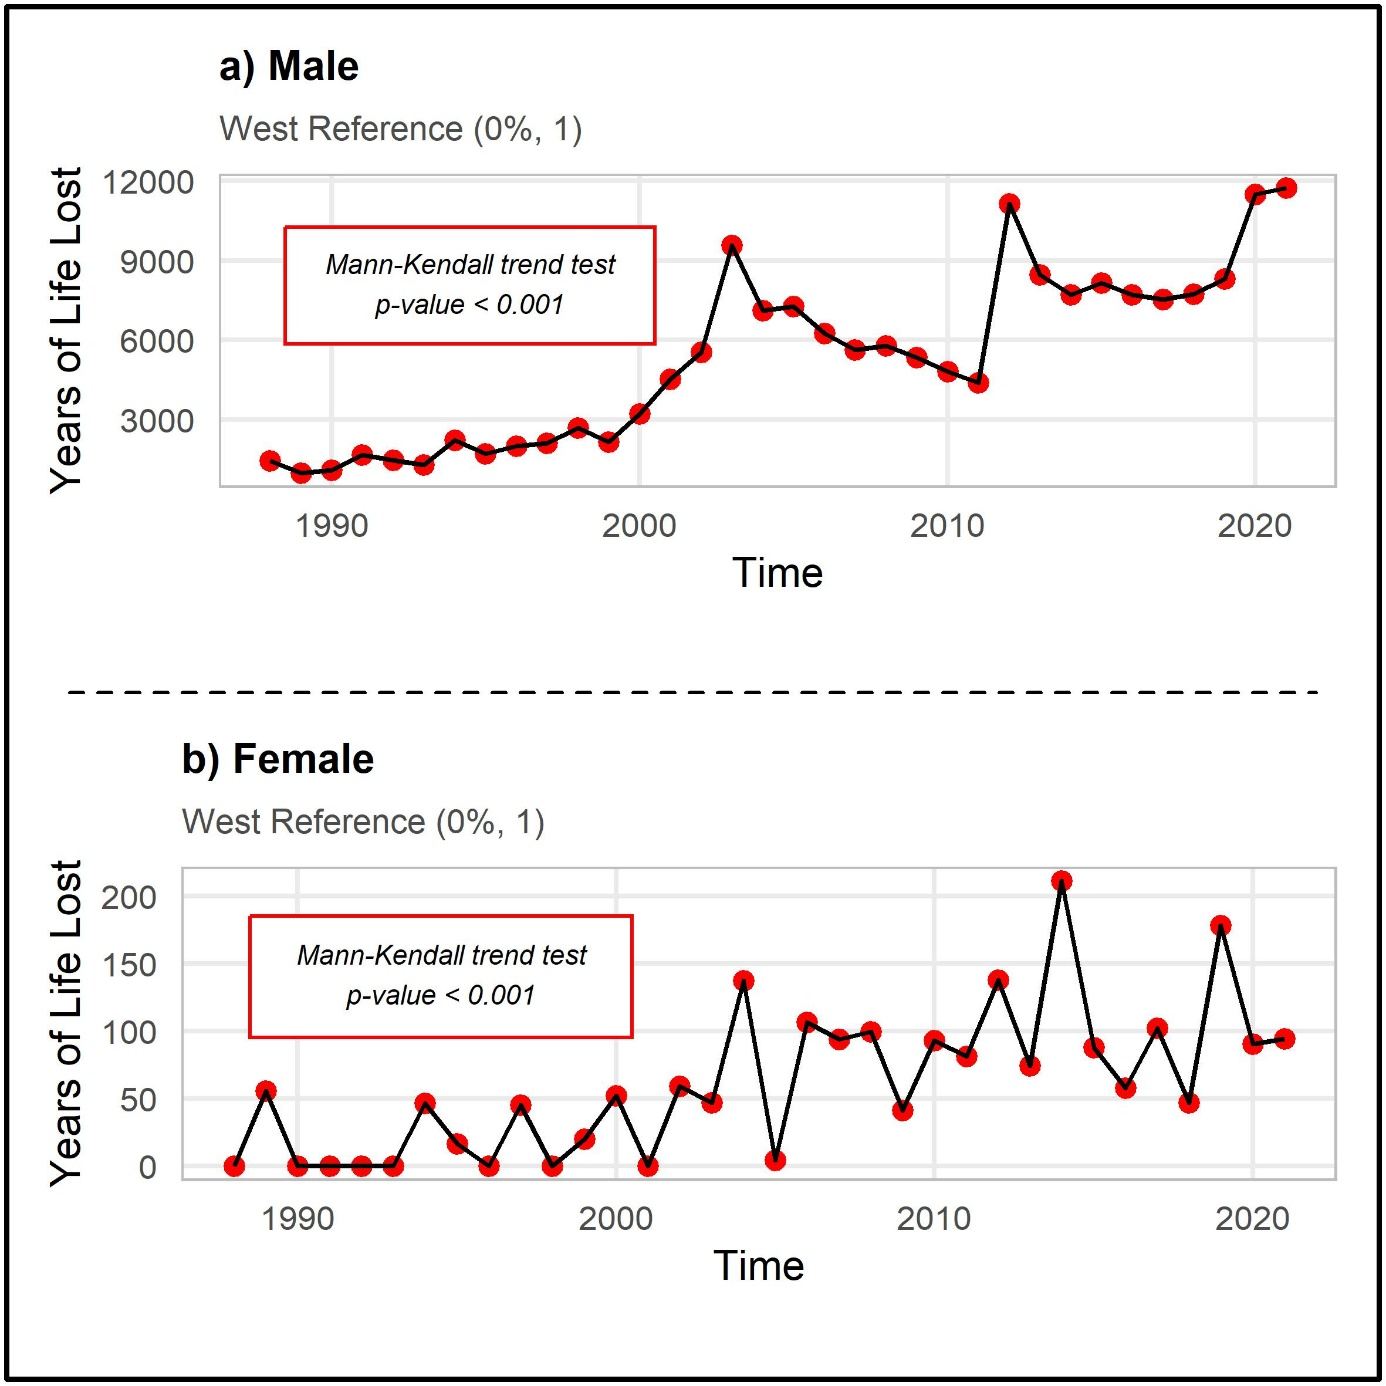 a) Male
West Reference (0%, 1)
Years of Life Lost
12000
9000
6000
3000
Mann-Kendall trend test
p-value < 0.001
1990
2000
2010
2020
Time
b) Female
West Reference (0%, 1)
Years of Life Lost
200
150
100
50
0
Mann-Kendall trend test
p-value < 0.001
1990
2000
2010
2020
Time